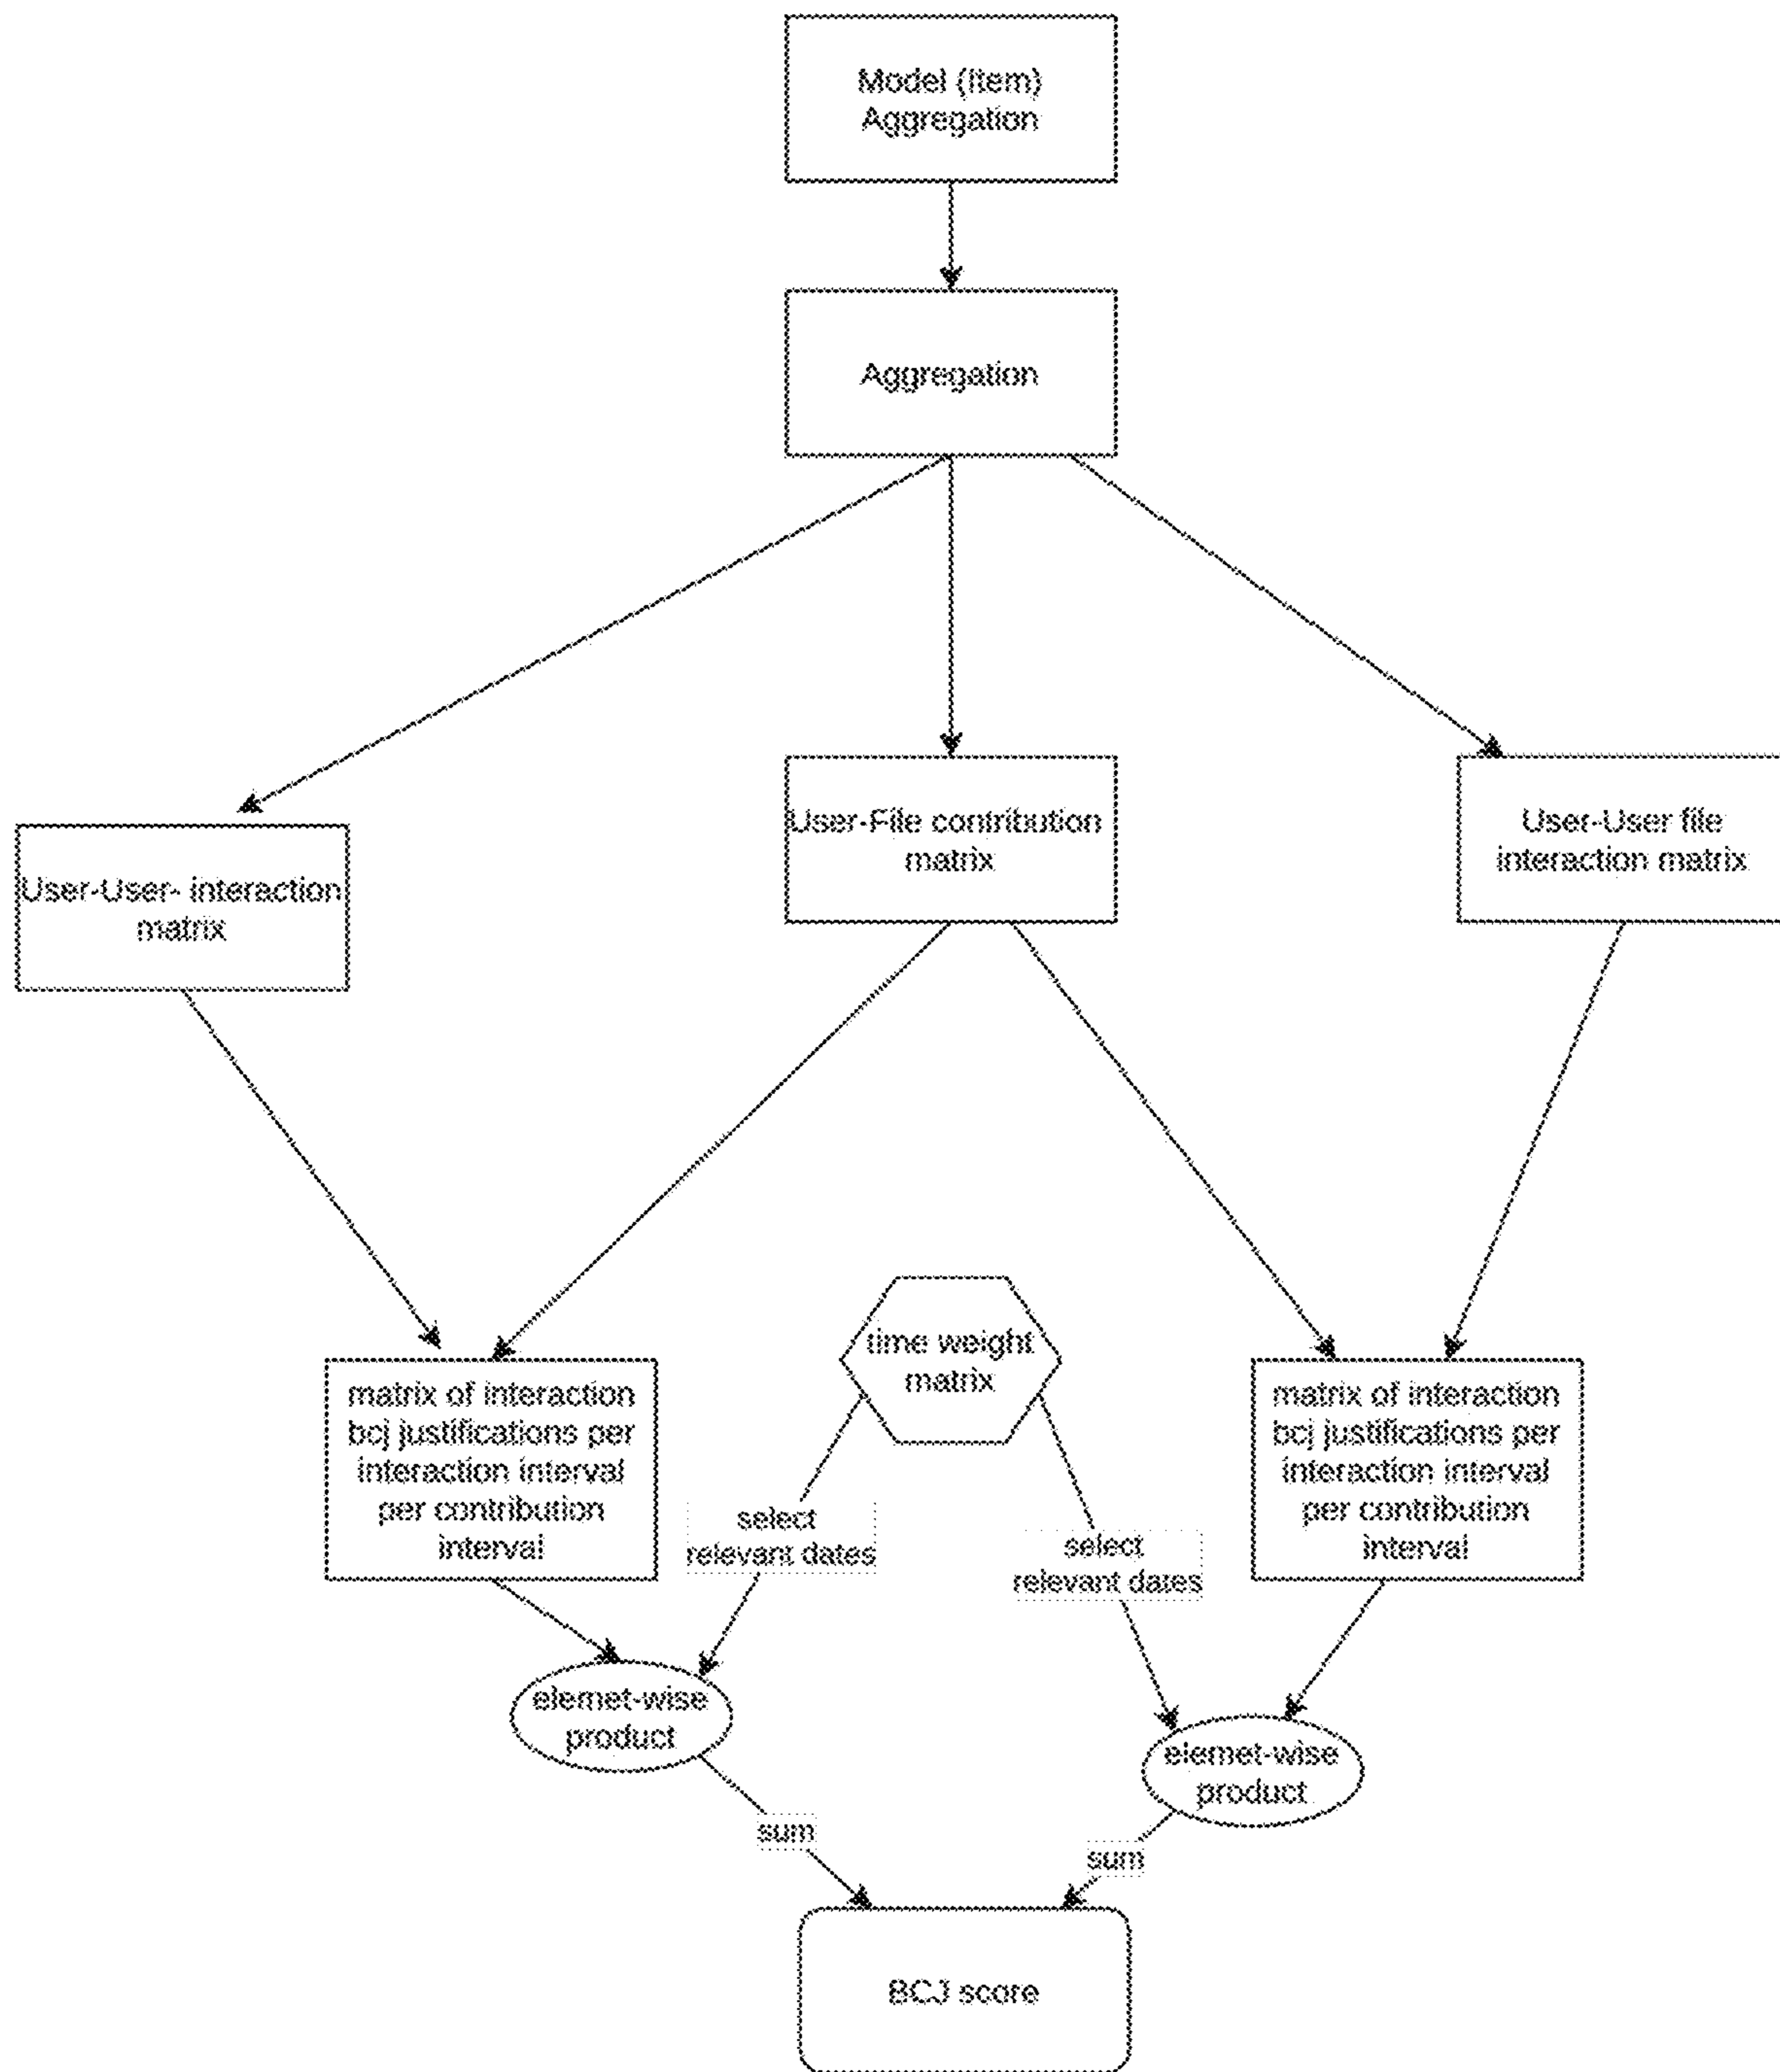 Model (Item)
Aggregation
Aggregation
User-User- interaction
matrix
User-File contribution
matrix
User-User file
interaction matrix
time weight
matrix
matrix of interaction
bcj justifications per
interaction interval
per contribution
interval
matrix of interaction
bcj justifications per
interaction interval
per contribution
interval
select
relevant dates
select
relevant dates
elemet-wise
product
elemet-wise
product
sum
sum
BCJ score